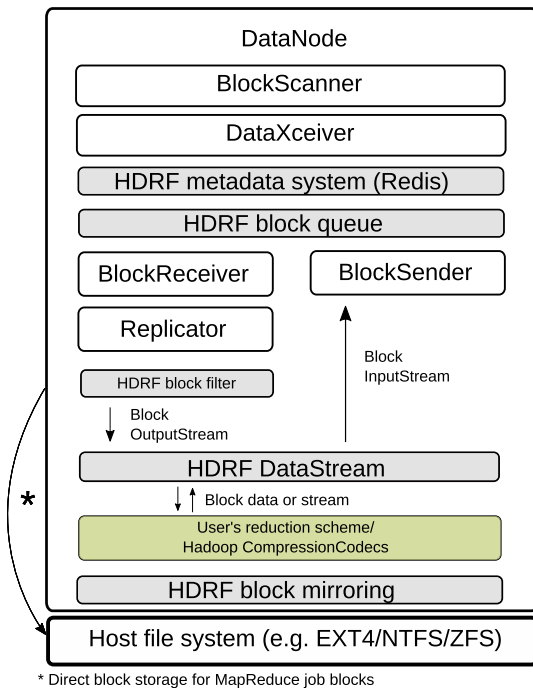 DataNode
BlockScanner
DataXceiver
HDRF metadata system (Redis)
HDRF block queue
BlockReceiver
BlockSender
Replicator
Block
InputStream
HDRF block filter
Block
OutputStream
HDRF DataStream
*
Block data or stream
User's reduction scheme/
Hadoop CompressionCodecs
HDRF block mirroring
Host file system (e.g. EXT4/NTFS/ZFS)
* Direct block storage for MapReduce job blocks